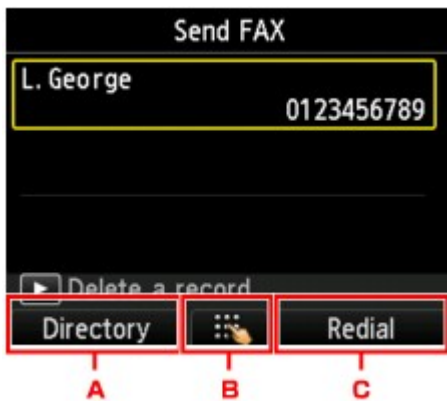 Send FAX
L. George
0123456789
Delete a record
Directory
Redial
A
B
C